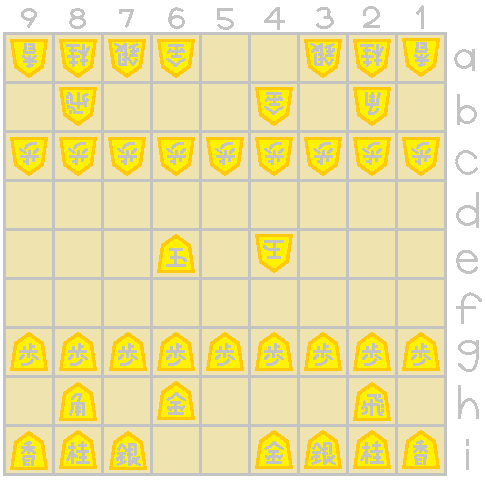 9 8 7 6 5 4 3 2 1
香 桂 銀 金 銀 桂 香 a
飛 金 角 b
歩 歩 歩 歩 歩 歩 歩 歩 歩 c
d
玉 王 e
f
歩 歩 歩 歩 歩 歩 歩 歩 歩 g
角 金 飛 h
香 桂 銀 金 銀 桂 香 i